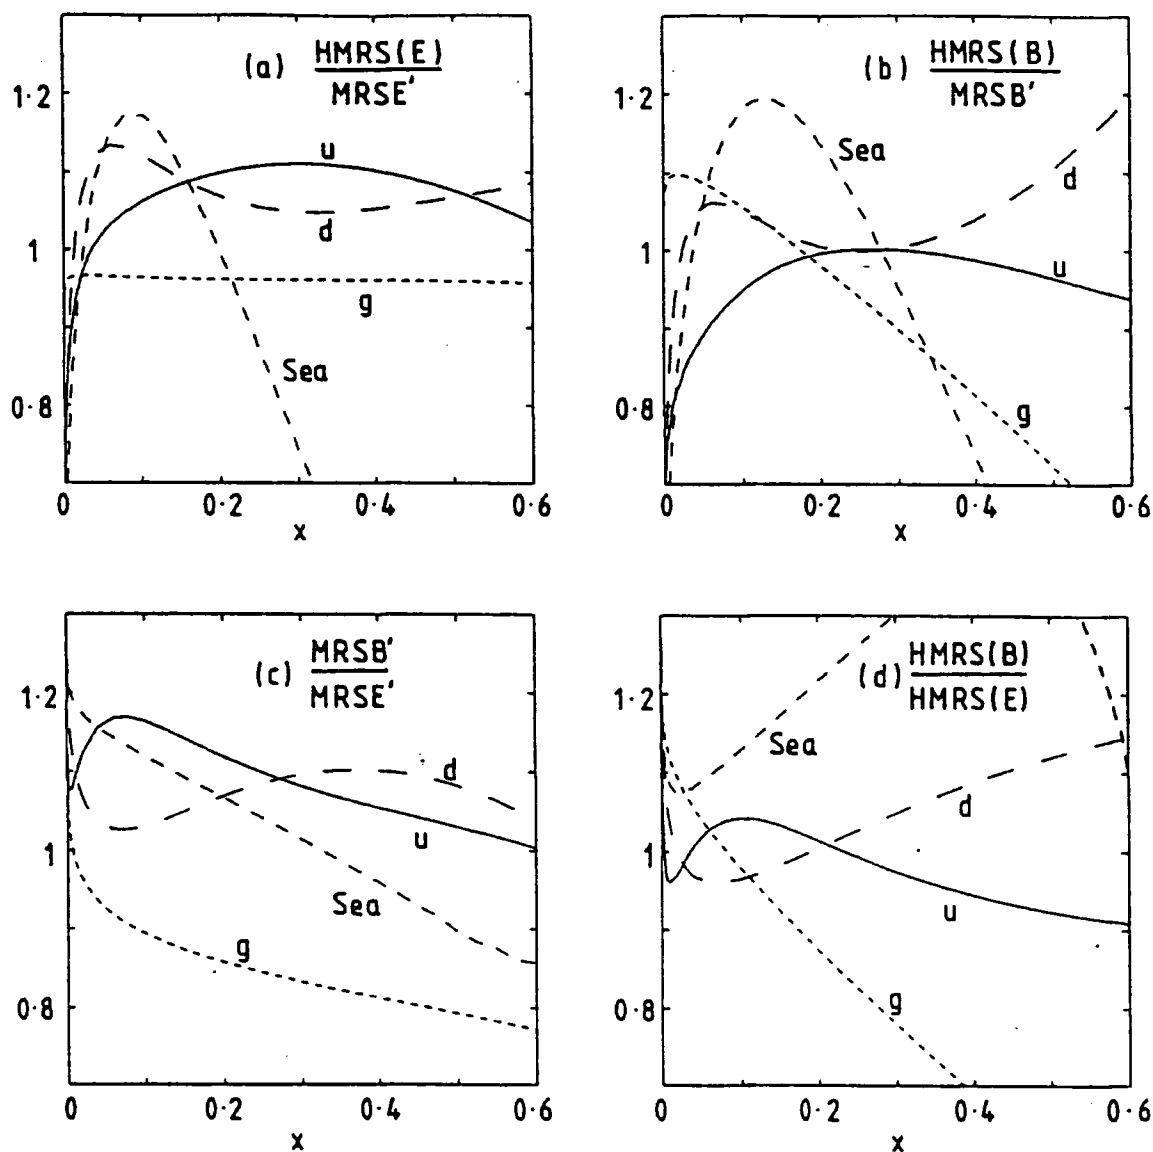 (a) HMRS(E)
MRSE'
1·2
1
0·8
u
d
g
Sea
0
0·2
0·4
0·6
x
(b) HMRS(B)
MRSB'
1·2
1
0·8
Sea
d
u
g
0
0·2
0·4
0·6
x
(c) MRSB'
MRSE'
1·2
1
0·8
d
u
Sea
g
0
0·2
0·4
0·6
x
(d) HMRS(B)
HMRS(E)
1·2
1
0·8
Sea
d
u
g
0
0·2
0·4
0·6
x